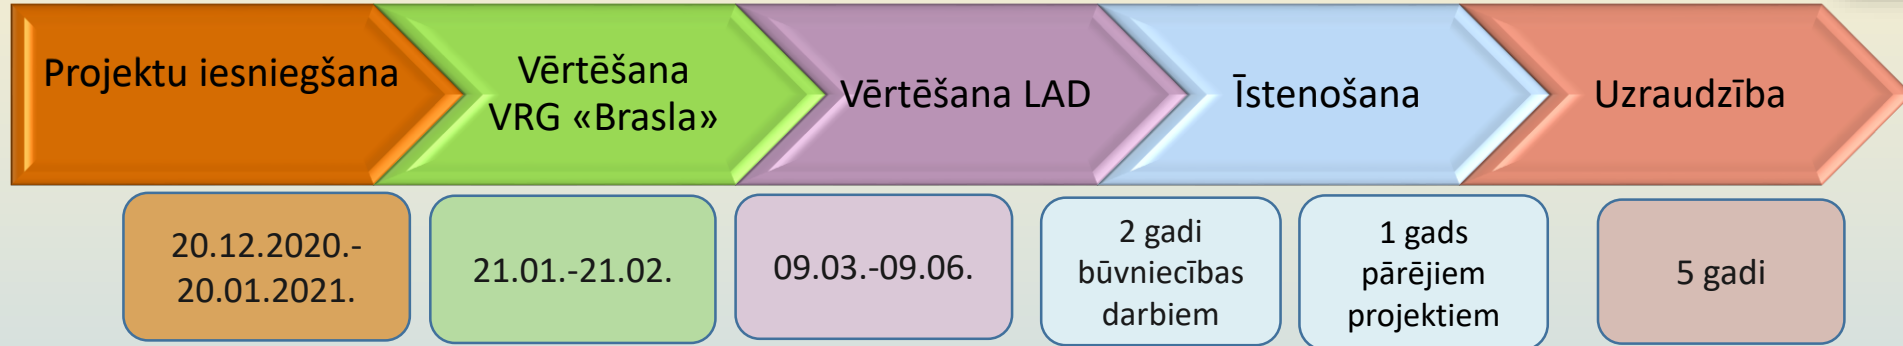 Projektu iesniegšana
Vērtēšana
VRG «Brasla»
Vērtēšana LAD
Īstenošana
Uzraudzība
20.12.2020.-
20.01.2021.
21.01.-21.02.
09.03.-09.06.
2 gadi
būvniecības
darbiem
1 gads
pārējiem
projektiem
5 gadi